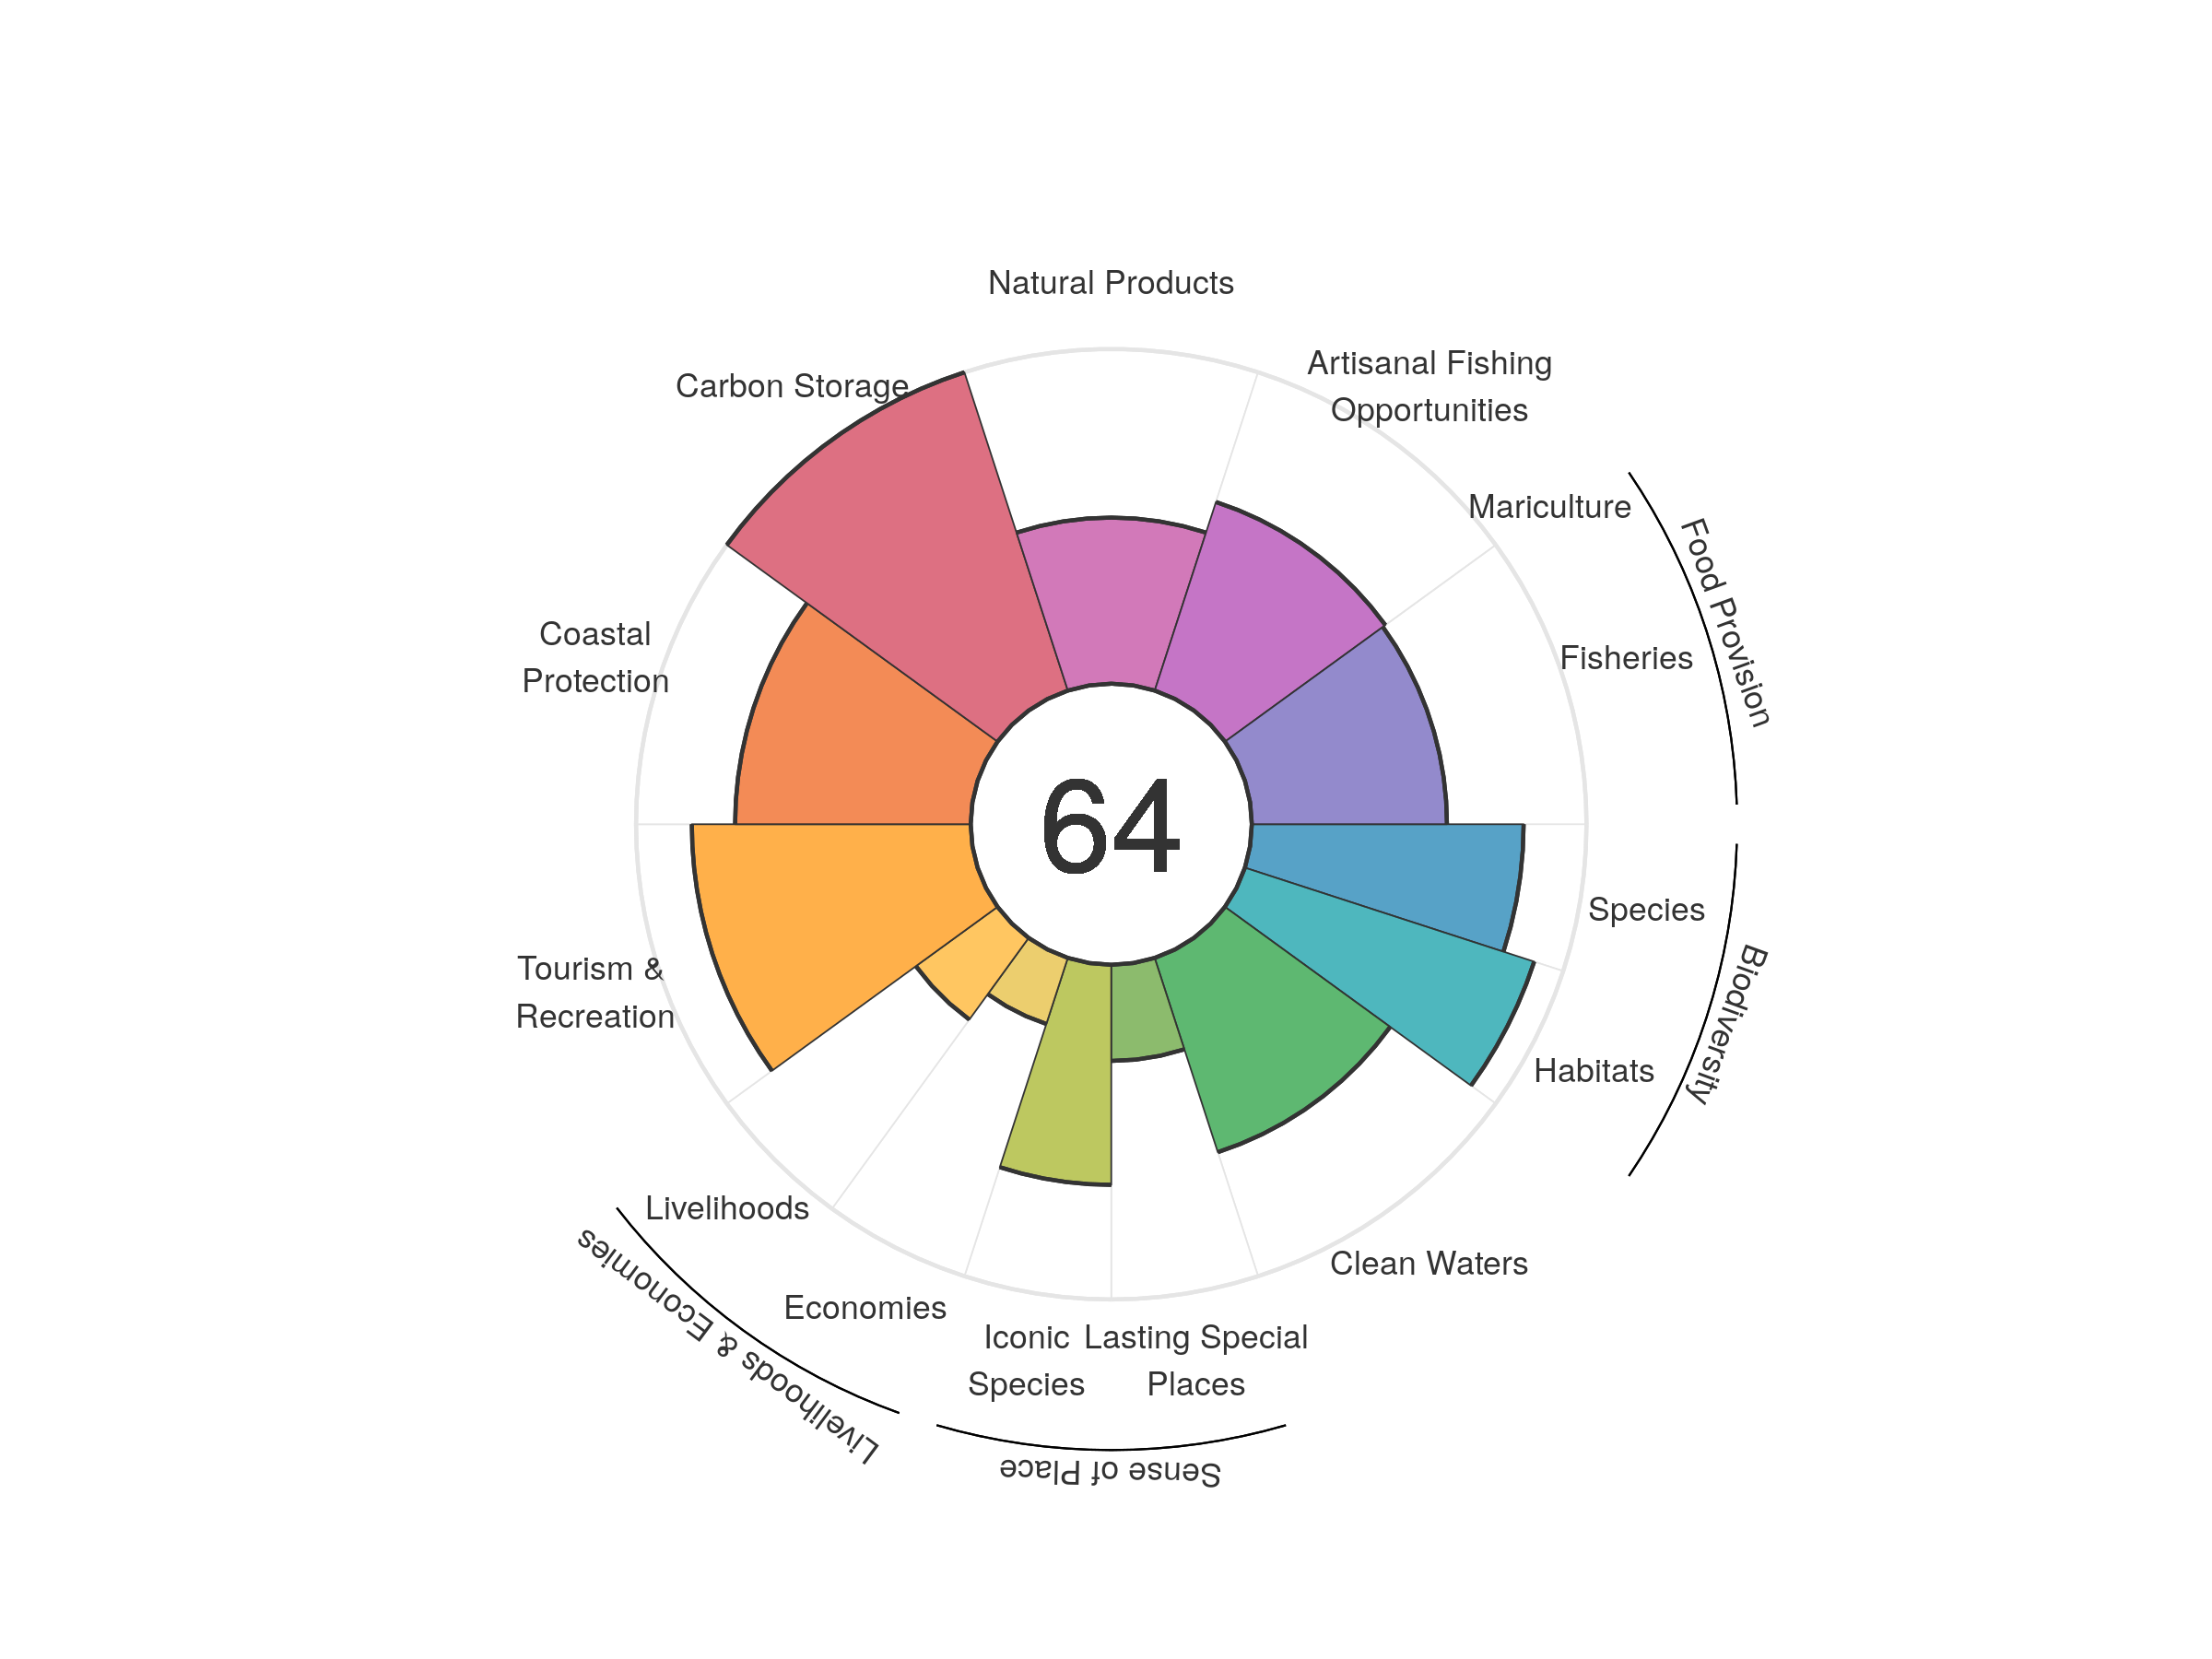 Natural Products
Artisanal Fishing
Opportunities
Carbon Storage
Mariculture
Food Provision
Fisheries
Coastal
Protection
64
Species
Biodiversity
Habitats
Tourism &
Recreation
Livelihoods
Livelihoods & Economies
Economies
Clean Waters
Iconic
Species
Lasting Special
Places
Sense of Place